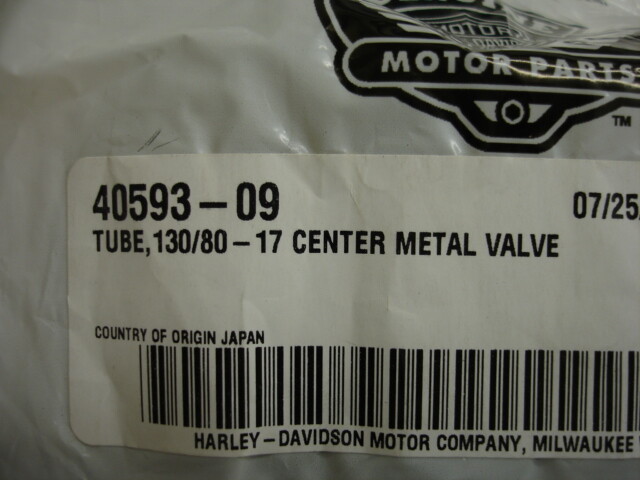 MOTOR
MOTOR PARTS
TM
40593-09 07/25
TUBE, 130/80-17 CENTER METAL VALVE
COUNTRY OF ORIGIN JAPAN
HARLEY-DAVIDSON MOTOR COMPANY, MILWAUKEE